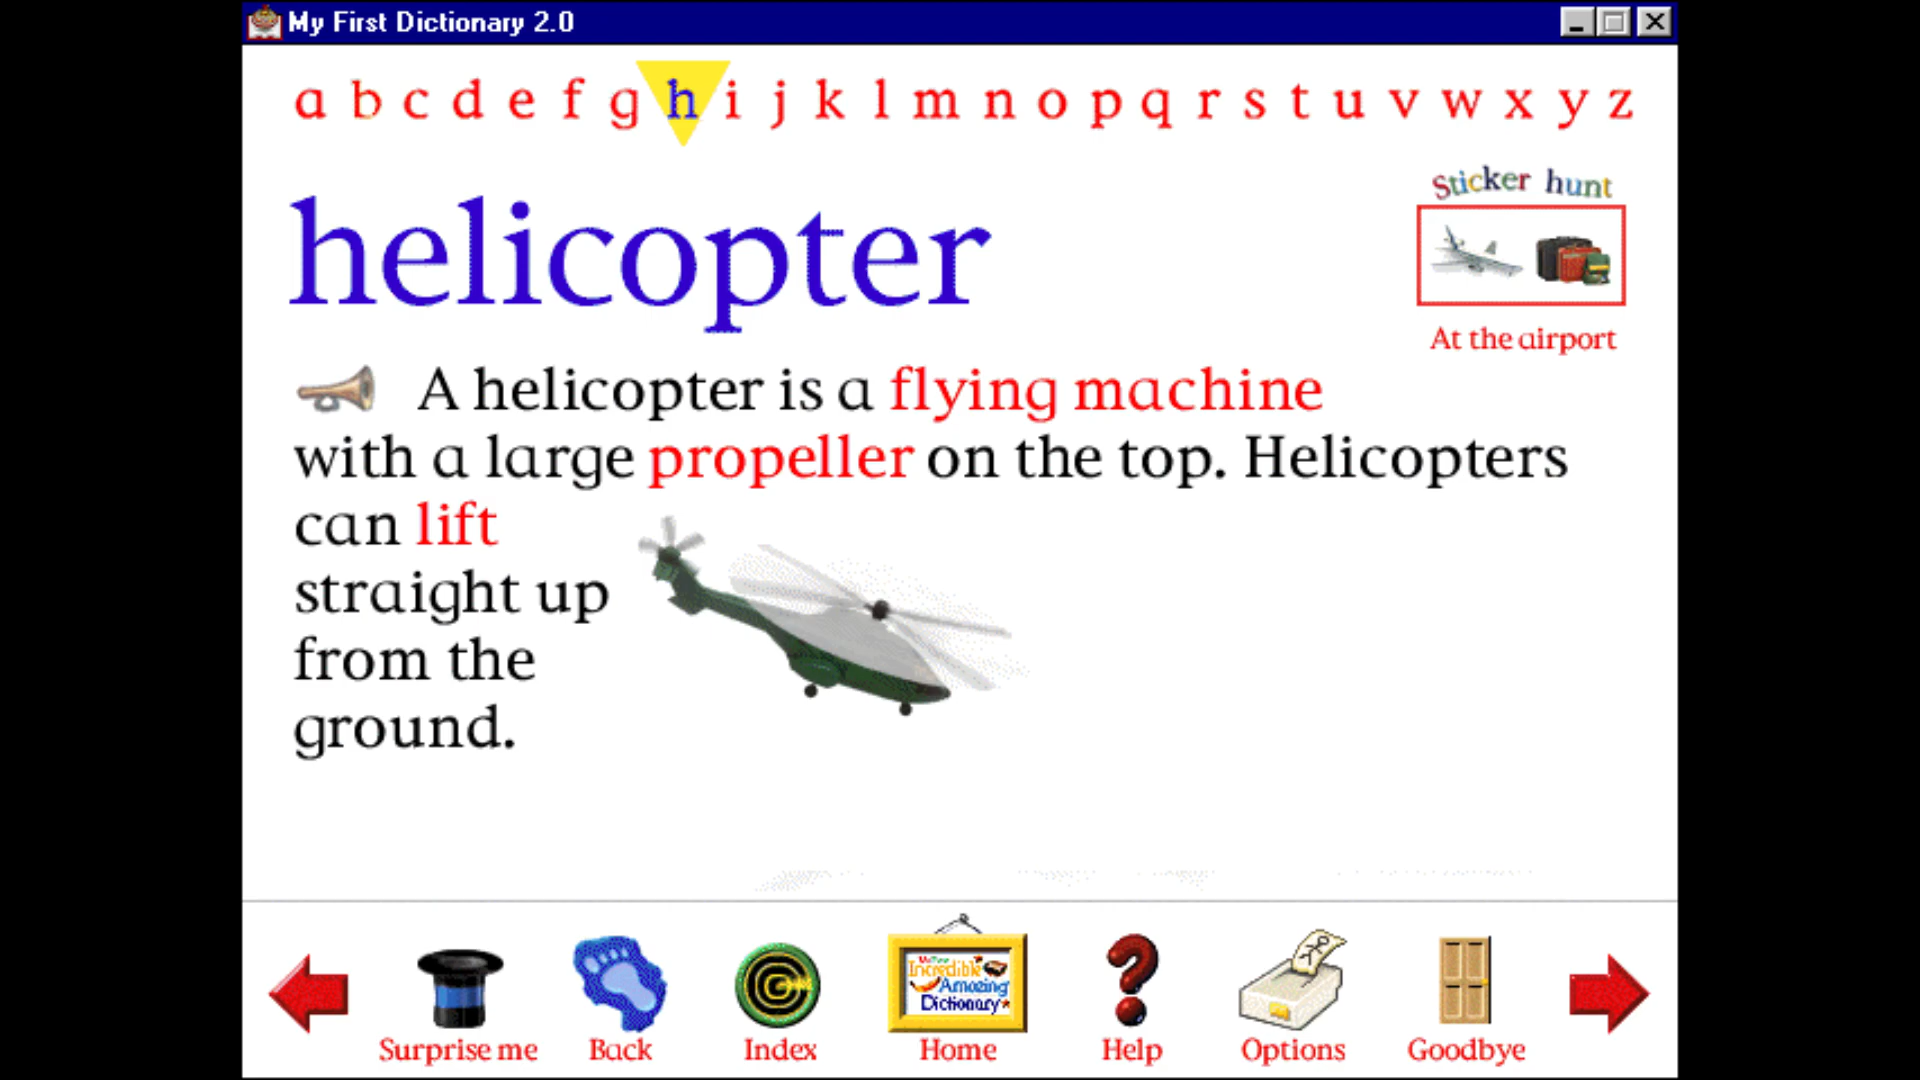 My First Dictionary 2.0
a b c d e f g h i j k l m n o p q r s t u v w x y z
helicopter
Sticker hunt
At the airport
A helicopter is a flying machine
with a large propeller on the top. Helicopters
can lift
straight up
from the
ground.
My First
Incredible
Amazing
Dictionary
Surprise me
Back
Index
Home
Help
Options
Goodbye